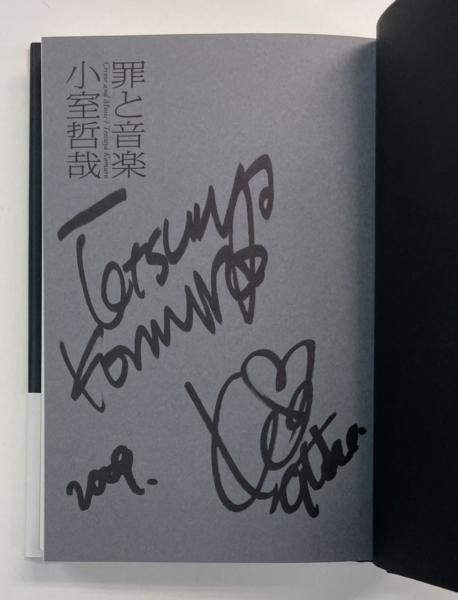 罪と音楽
Crime and Music / Tetsuya Komuro
小室哲哉
Tetsuya
Komuro
2009.